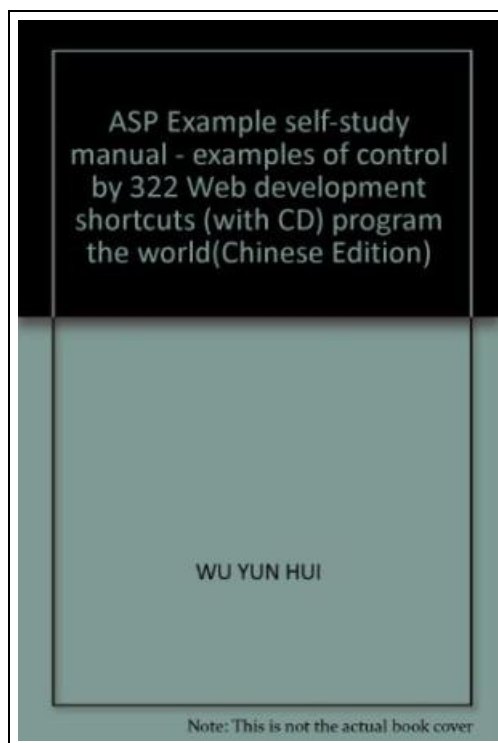 ASP Example self-study
manual - examples of control
by 322 Web development
shortcuts (with CD) program
the world(Chinese Edition)
WU YUN HUI
Note: This is not the actual book cover